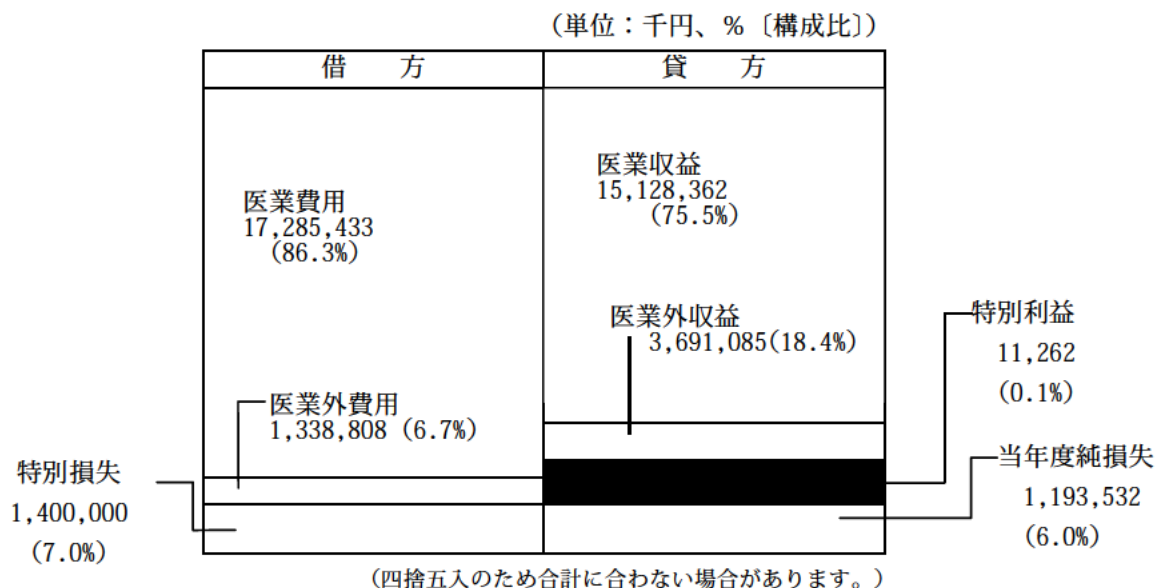 （単位：千円、％〔構成比〕）
借　　方
貸　　方
医業費用
17,285,433
(86.3%)
医業外費用
1,338,808 (6.7%)
特別損失
1,400,000
(7.0%)
医業収益
15,128,362
(75.5%)
医業外収益
3,691,085(18.4%)
特別利益
11,262
(0.1%)
当年度純損失
1,193,532
(6.0%)
（四捨五入のため合計に合わない場合があります。）